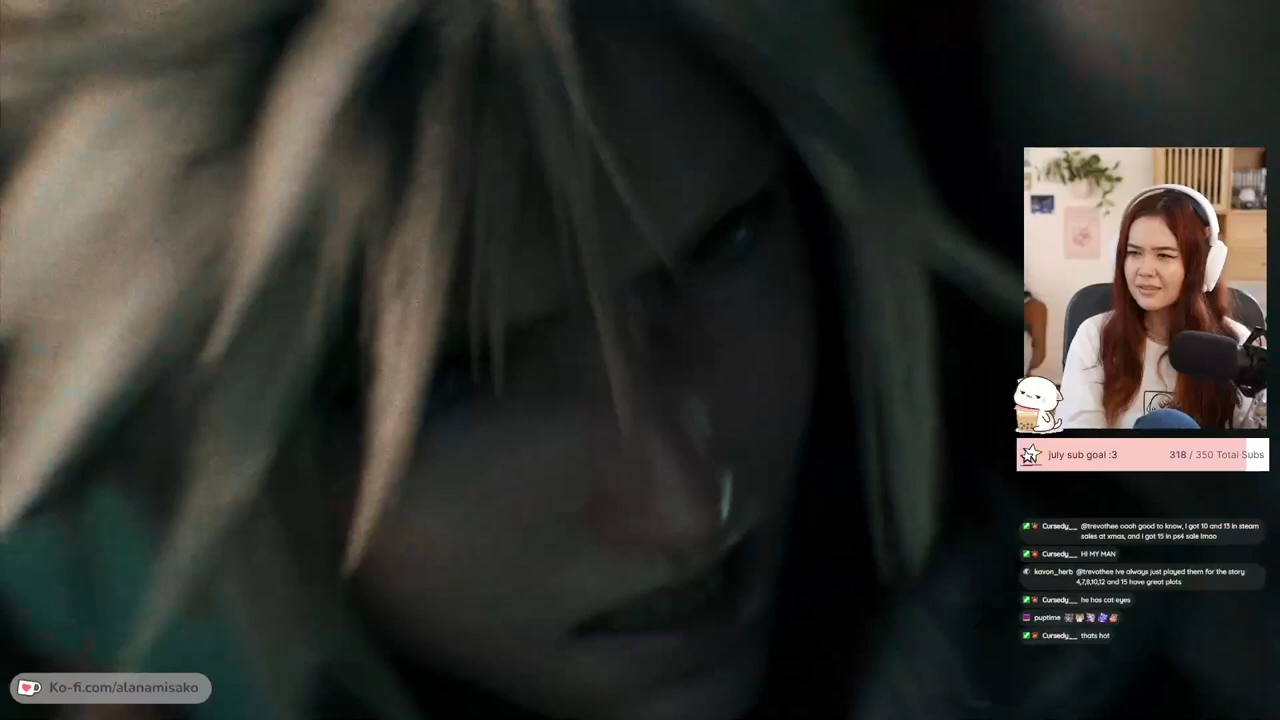 july sub goal :3 318 / 350 Total Subs
Cursedy__ @trevothee oooh good to know, i got 10 and 13 in steam
sales at xmas, and i got 15 in ps4 sale lmao
Cursedy__ HI MY MAN
kavon_herb @trevothee ive always just played them for the story
4,7,8,10,12 and 15 have great plots
Cursedy__ he has cat eyes
puptime
Cursedy__ thats hot
Ko-fi.com/alanamisako